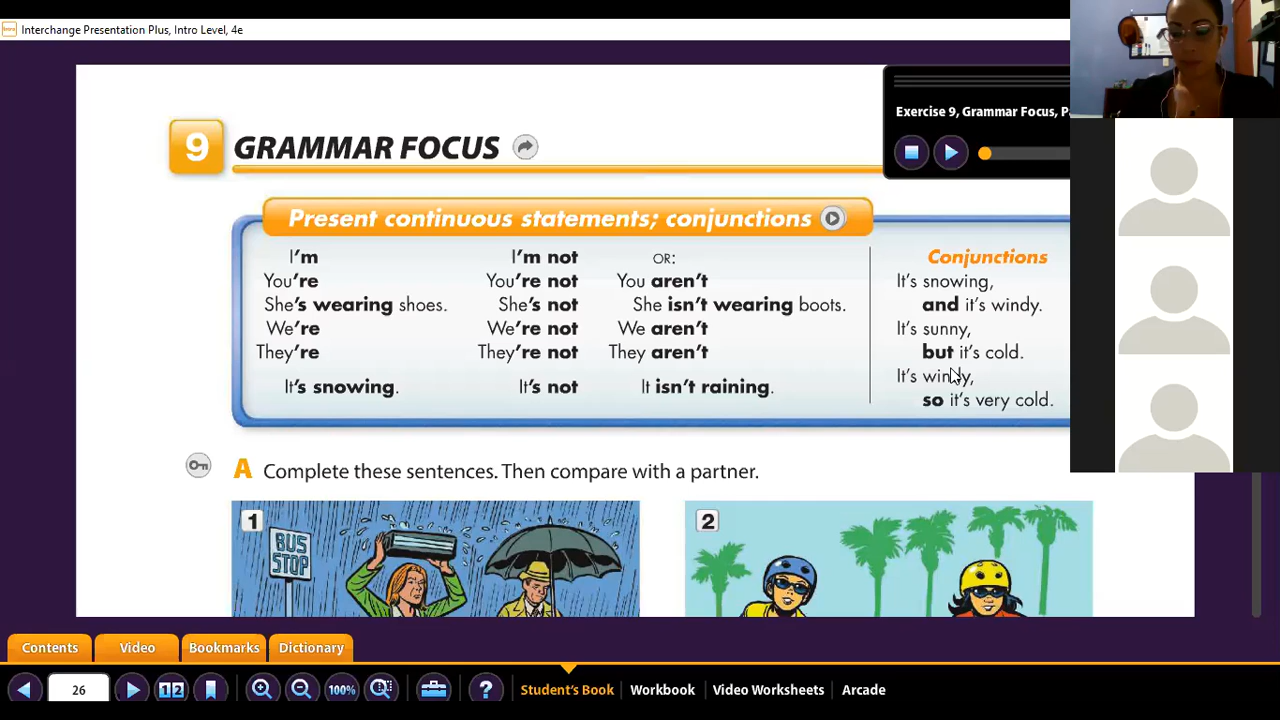 Interchange Presentation Plus, Intro Level, 4e
Exercise 9, Grammar Focus, P
9 GRAMMAR FOCUS
Present continuous statements; conjunctions
I'm I'm not OR: Conjunctions
You're You're not You aren't It's snowing,
She's wearing shoes. She's not She isn't wearing boots. and it's windy.
We're We're not We aren't It's sunny,
They're They're not They aren't but it's cold.
It's windy,
It's snowing. It's not It isn't raining. so it's very cold.
A Complete these sentences. Then compare with a partner.
1 2
BUS
STOP
Contents Video Bookmarks Dictionary
26 12 100% ? Student's Book Workbook Video Worksheets Arcade